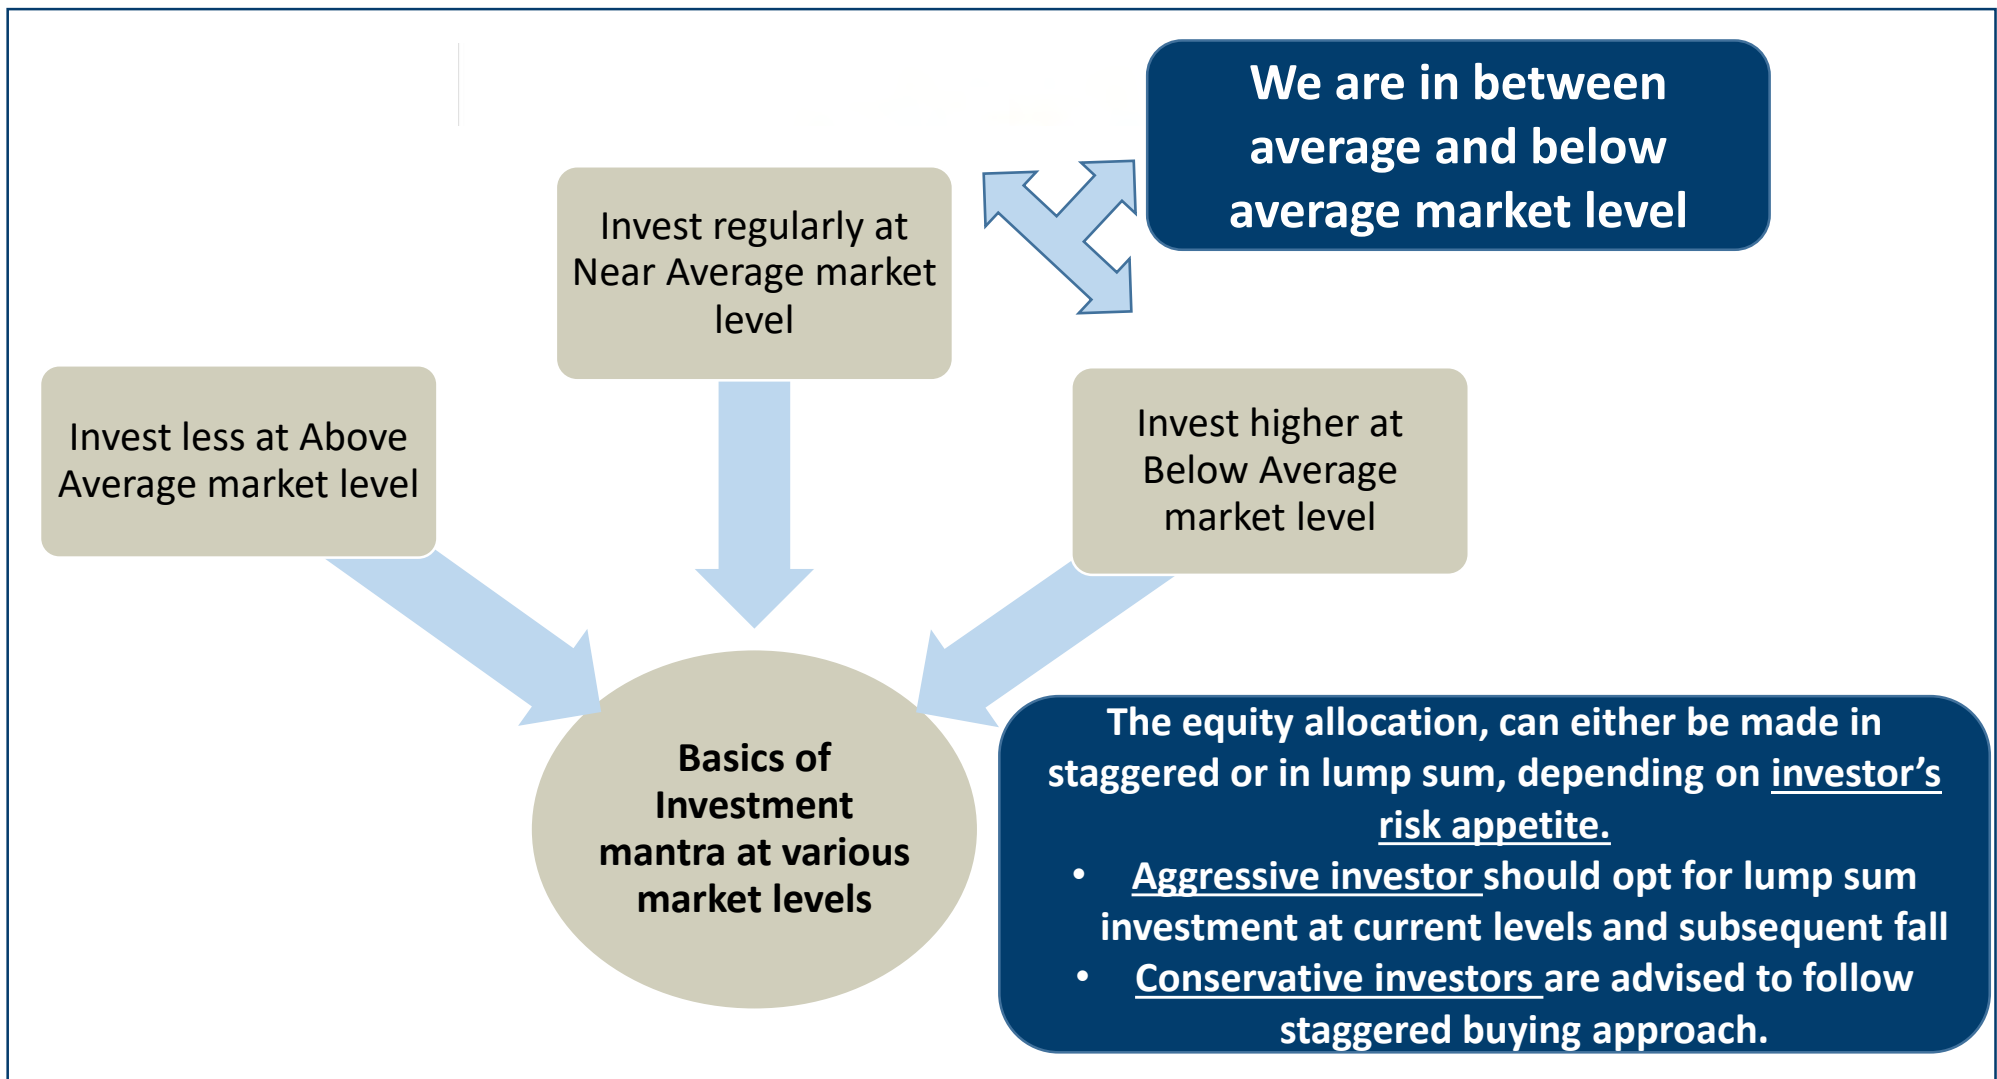 We are in between
average and below
average market level
Invest regularly at
Near Average market
level
Invest less at Above
Average market level
Invest higher at
Below Average
market level
Basics of
Investment
mantra at various
market levels
The equity allocation, can either be made in
staggered or in lump sum, depending on investor’s
risk appetite.
• Aggressive investor should opt for lump sum
investment at current levels and subsequent fall
• Conservative investors are advised to follow
staggered buying approach.